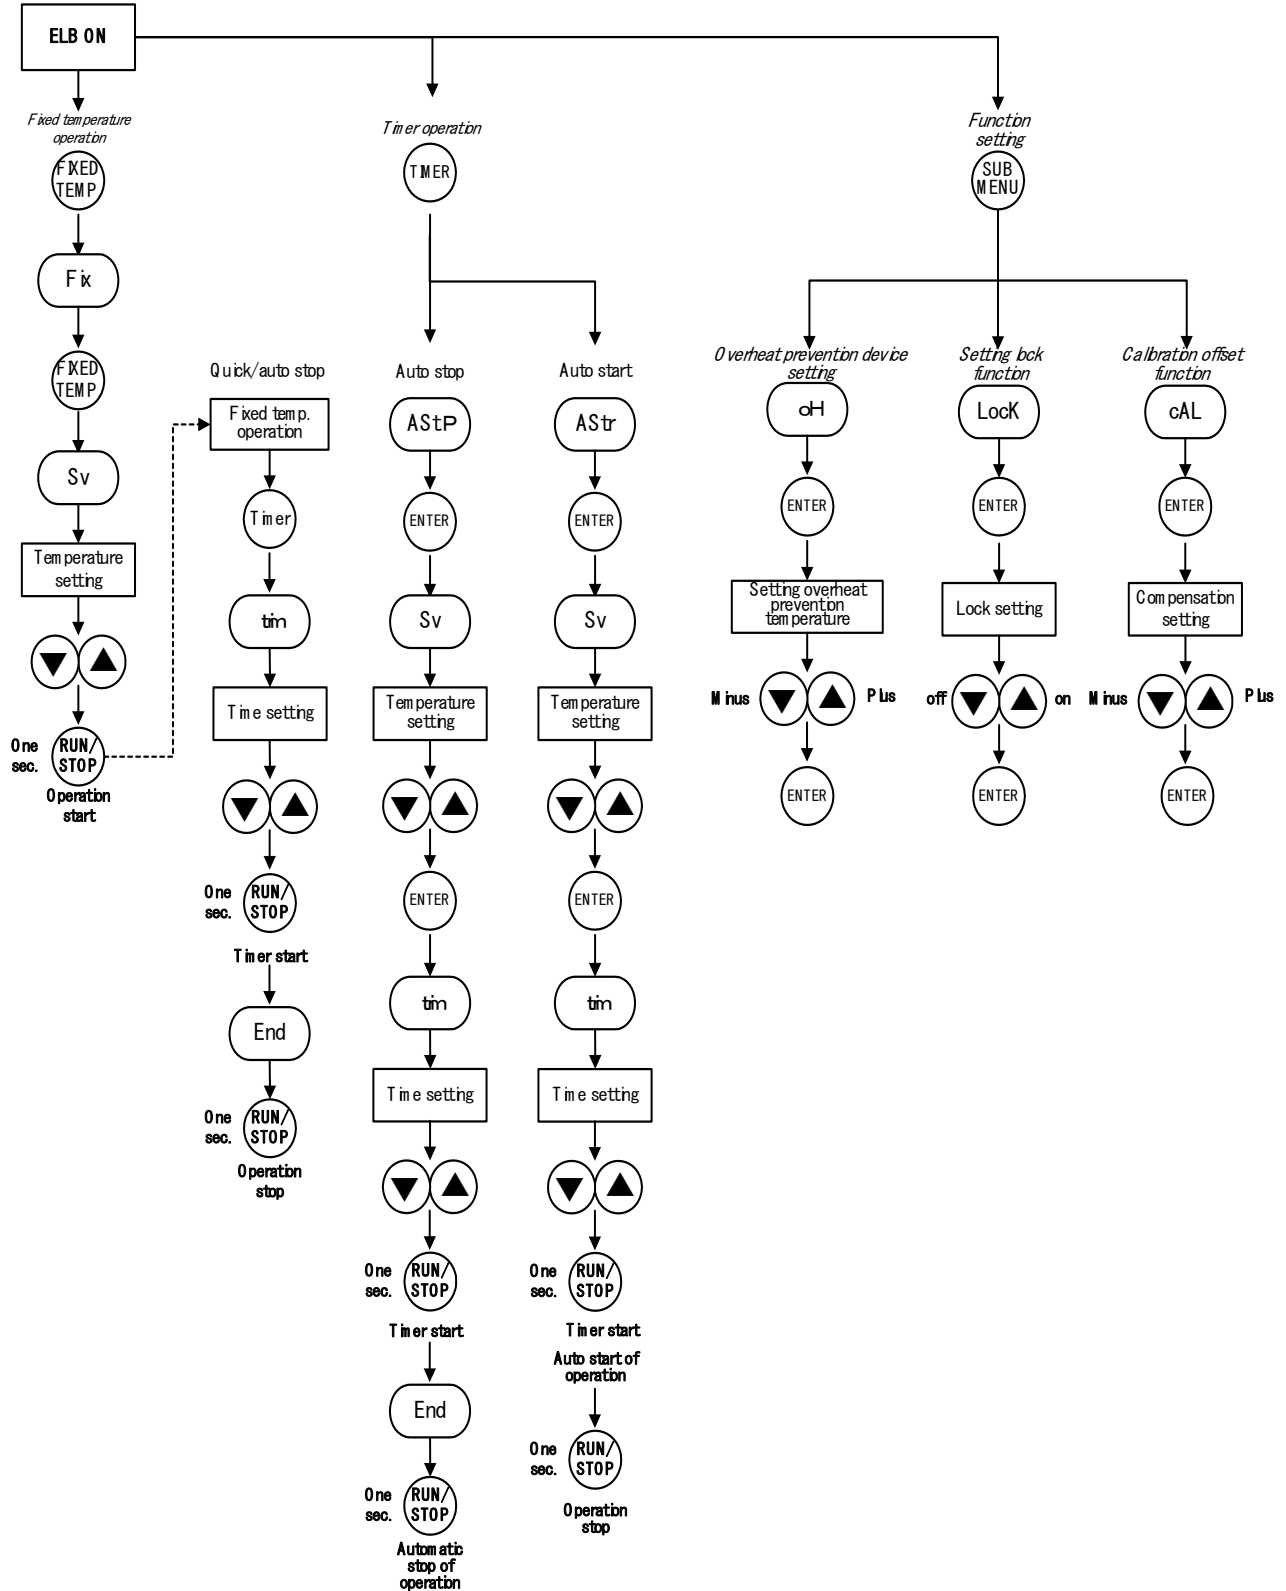 ELB ON
Fixed temperature
operation
FIXED
TEMP
Fix
FIXED
TEMP
Sv
Temperature
setting
One
sec.
RUN/
STOP
Operation
start
Quick/auto stop
Fixed temp.
operation
Timer
tim
Time setting
One
sec.
RUN/
STOP
Timer start
End
One
sec.
RUN/
STOP
Operation
stop
Timer operation
TIMER
Auto stop
AStP
ENTER
Sv
Temperature
setting
ENTER
tim
Time setting
One
sec.
RUN/
STOP
Timer start
End
One
sec.
RUN/
STOP
Automatic
stop of
operation
Auto start
AStr
ENTER
Sv
Temperature
setting
ENTER
tim
Time setting
One
sec.
RUN/
STOP
Timer start
Auto start of
operation
One
sec.
RUN/
STOP
Operation
stop
Function
setting
SUB
MENU
Overheat prevention device
setting
oH
ENTER
Setting overheat
prevention
temperature
Minus
Plus
ENTER
Setting lock
function
LocK
ENTER
Lock setting
off
on
ENTER
Calibration offset
function
cAL
ENTER
Compensation
setting
Minus
Plus
ENTER